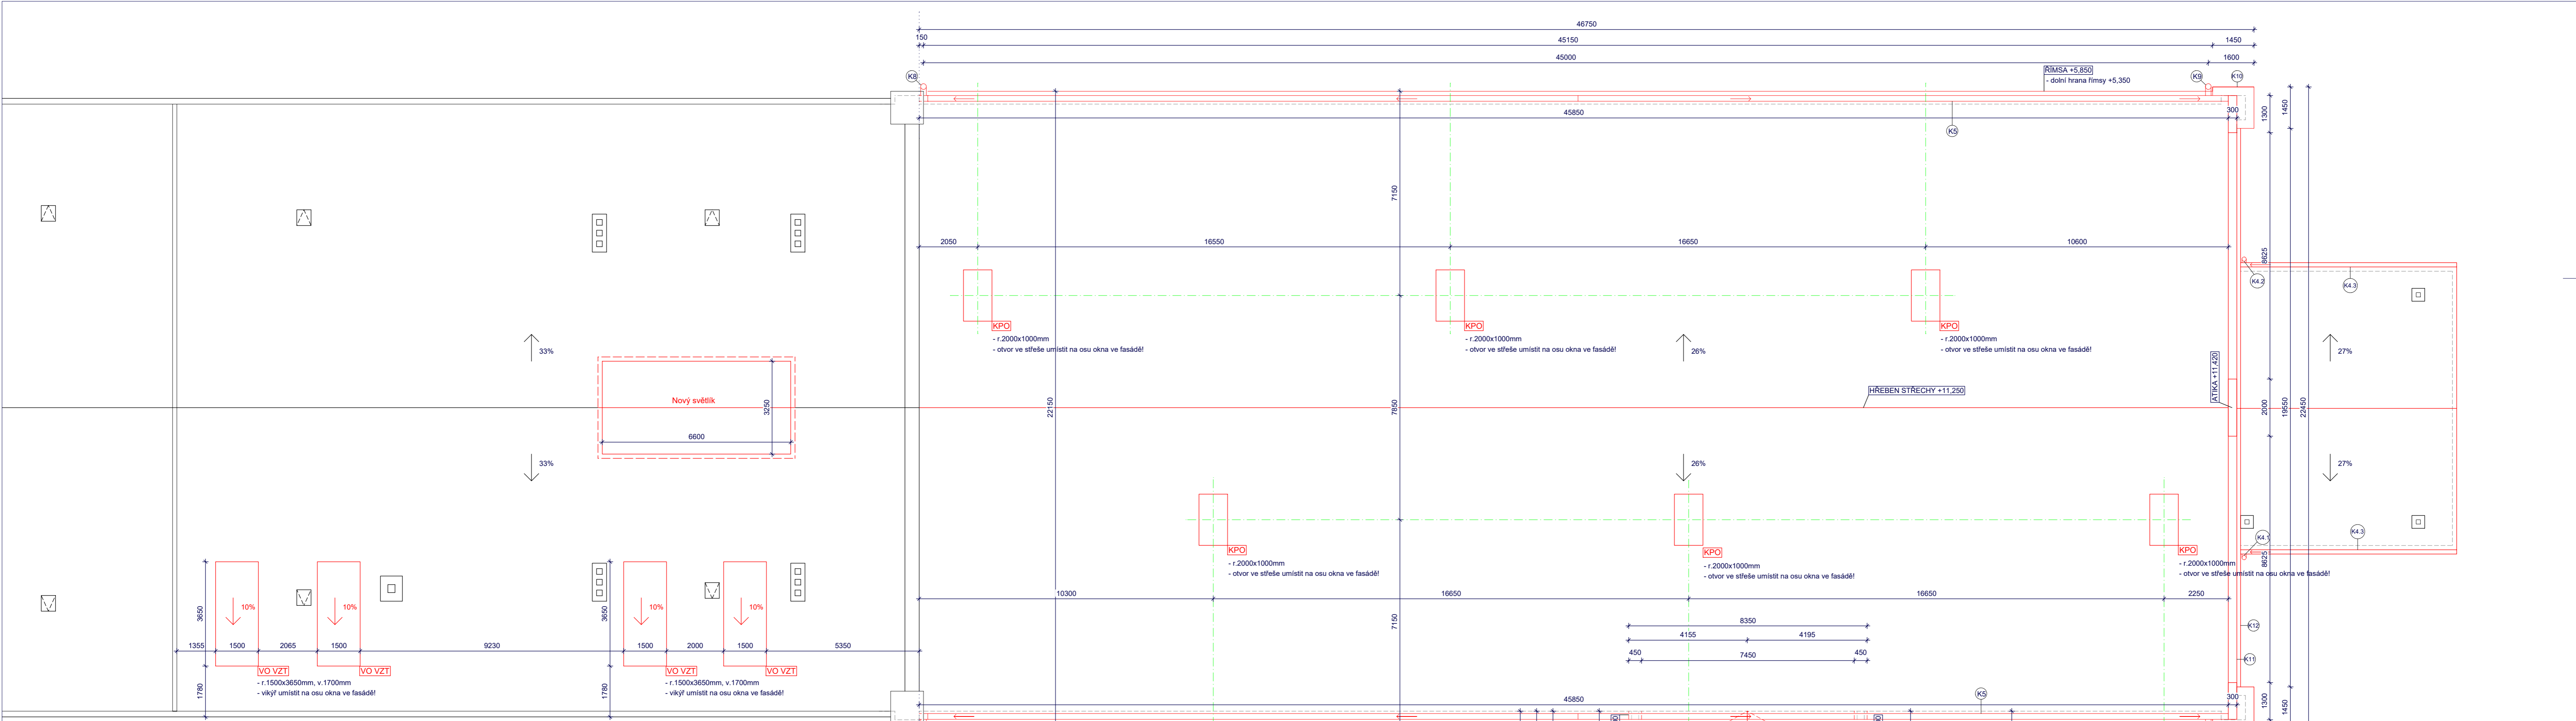 46750
150
45150
1450
45000
1600
K8
ŘÍMSA +5,850
- dolní hrana římsy +5,350
K9
K10
45850
300
1300
1450
K5
7150
8625
2050
16550
16650
10600
K4.2
K4.3
KPO
KPO
KPO
- r.2000x1000mm
- otvor ve střeše umístit na osu okna ve fasádě!
- r.2000x1000mm
- otvor ve střeše umístit na osu okna ve fasádě!
- r.2000x1000mm
- otvor ve střeše umístit na osu okna ve fasádě!
33%
26%
27%
ATIKA +11,420
HŘEBEN STŘECHY +11,250
Nový světlík
3250
22150
7850
2000
19550
22450
6600
33%
26%
27%
KPO
KPO
KPO
- r.2000x1000mm
- otvor ve střeše umístit na osu okna ve fasádě!
- r.2000x1000mm
- otvor ve střeše umístit na osu okna ve fasádě!
- r.2000x1000mm
- otvor ve střeše umístit na osu okna ve fasádě!
K4.3
K4.1
8625
10300
16650
16650
2250
3650
10%
10%
3650
10%
10%
7150
8350
4155
4195
K12
1355
1500
2065
1500
9230
1500
2000
1500
5350
450
7450
450
K11
VO VZT
VO VZT
VO VZT
VO VZT
1780
- r.1500x3650mm, v.1700mm
- vikýř umístit na osu okna ve fasádě!
1780
- r.1500x3650mm, v.1700mm
- vikýř umístit na osu okna ve fasádě!
45850
K5
300
1300
1450